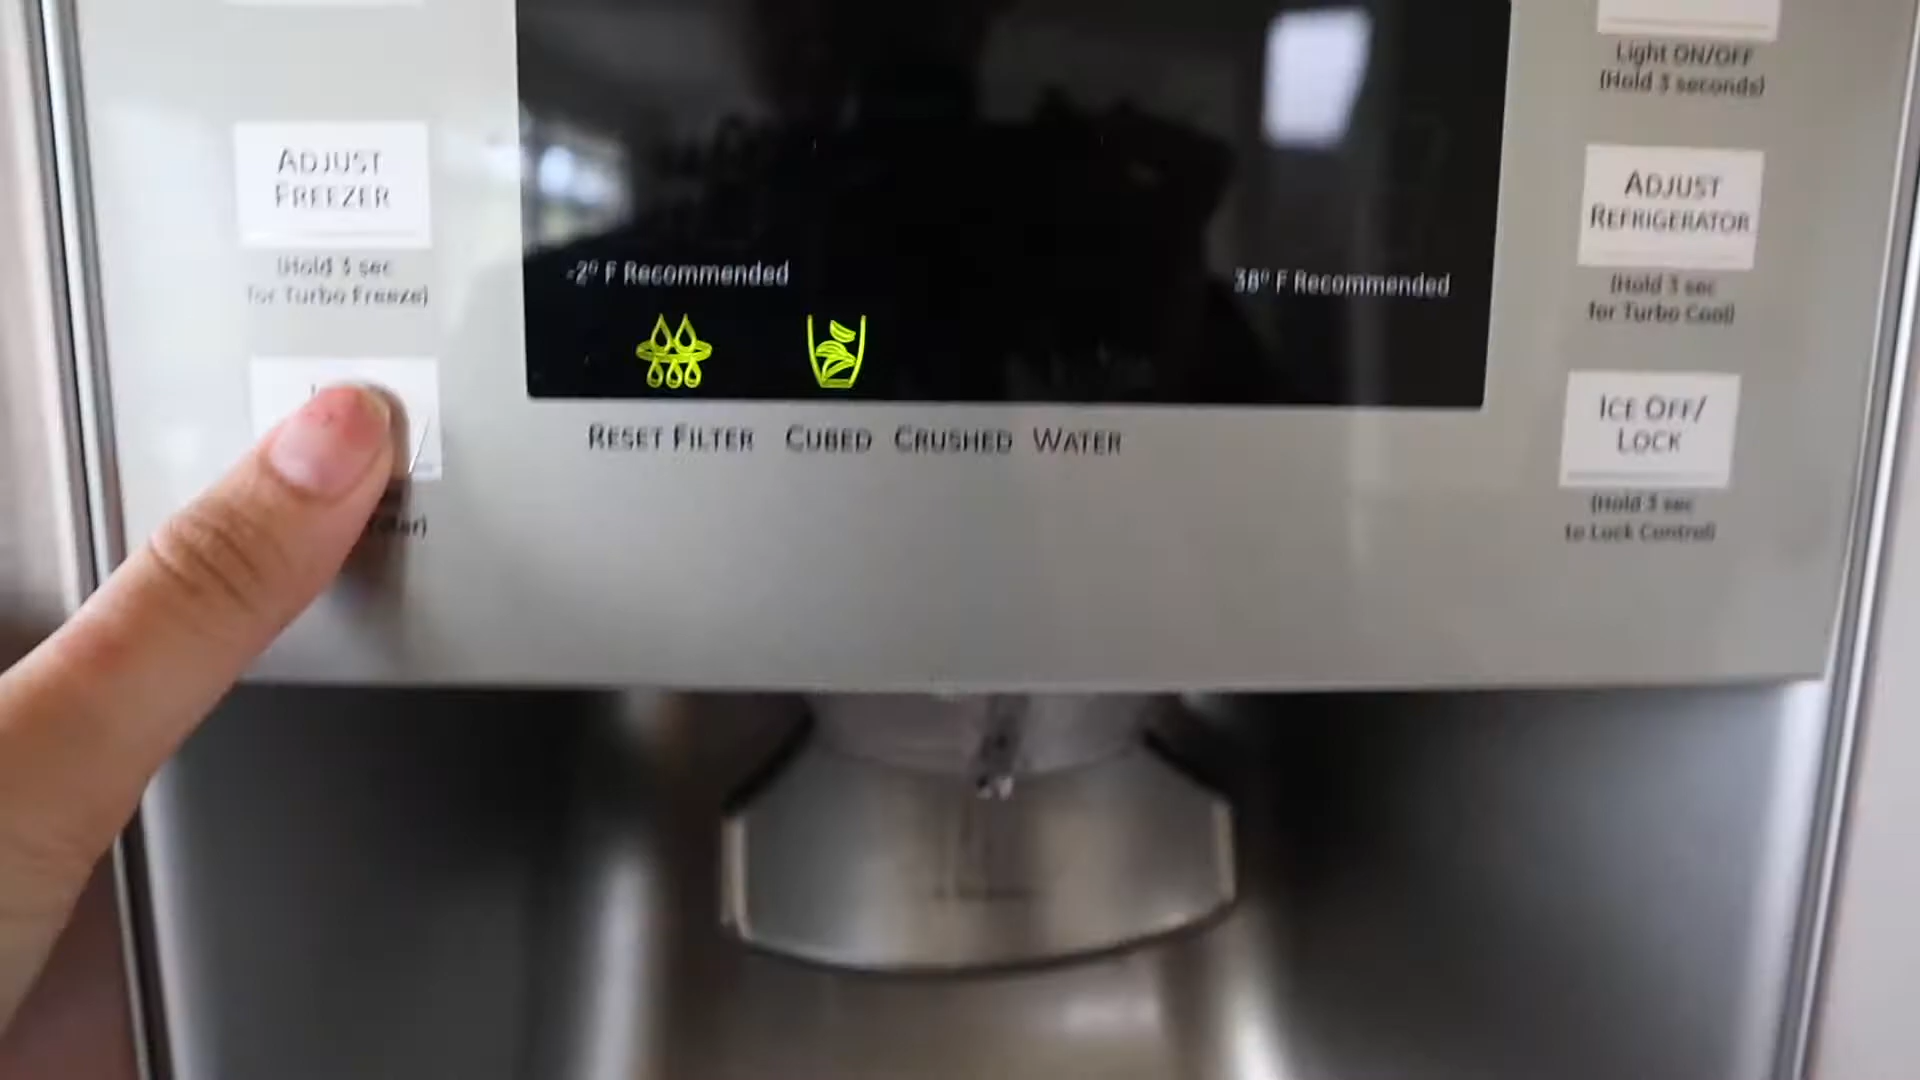 Light ON/OFF
(Hold 3 seconds)
ADJUST
FREEZER
(Hold 3 sec
for Turbo Freeze)
-2° F Recommended
38° F Recommended
ADJUST
REFRIGERATOR
(Hold 3 sec
for Turbo Cool)
RESET FILTER CUBED CRUSHED WATER
ICE OFF/
LOCK
(Hold 3 sec
to Lock Control)